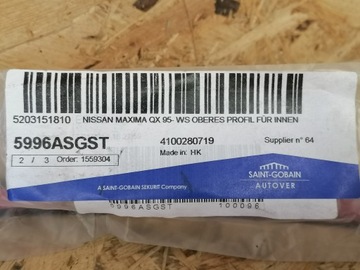 5203151810 NISSAN MAXIMA QX 95- WS OBERES PROFIL FÜR INNEN
5996ASGST
4100280719
Supplier n° 64
2 / 3 Order: 1559304
Made in: HK
SAINT-GOBAIN
AUTOVER
A SAINT-GOBAIN SEKURIT Company
5996ASGST
100096